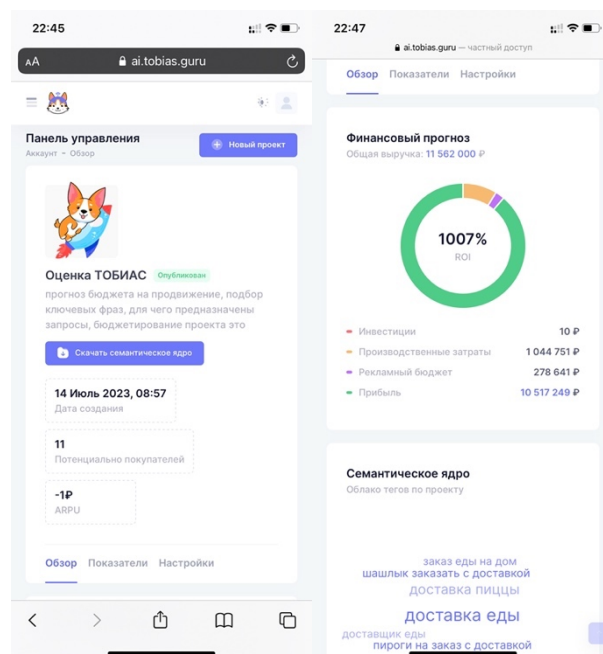 22:45
AA
ai.tobias.guru
Панель управления
Аккаунт - Обзор
Новый проект
Оценка ТОБИАС
Опубликован
прогноз бюджета на продвижение, подбор
ключевых фраз, для чего предназначены
запросы, бюджетирование проекта это
Скачать семантическое ядро
14 Июль 2023, 08:57
Дата создания
11
Потенциально покупателей
-1₽
ARPU
Обзор Показатели Настройки
22:47
ai.tobias.guru — частный доступ
Обзор Показатели Настройки
Финансовый прогноз
Общая выручка: 11 562 000 ₽
1007%
ROI
Инвестиции 10 ₽
Производственные затраты 1 044 751 ₽
Рекламный бюджет 278 641 ₽
Прибыль 10 517 249 ₽
Семантическое ядро
Облако тегов по проекту
заказ еды на дом
шашлык заказать с доставкой
доставка пиццы
доставка еды
доставщик еды
пироги на заказ с доставкой